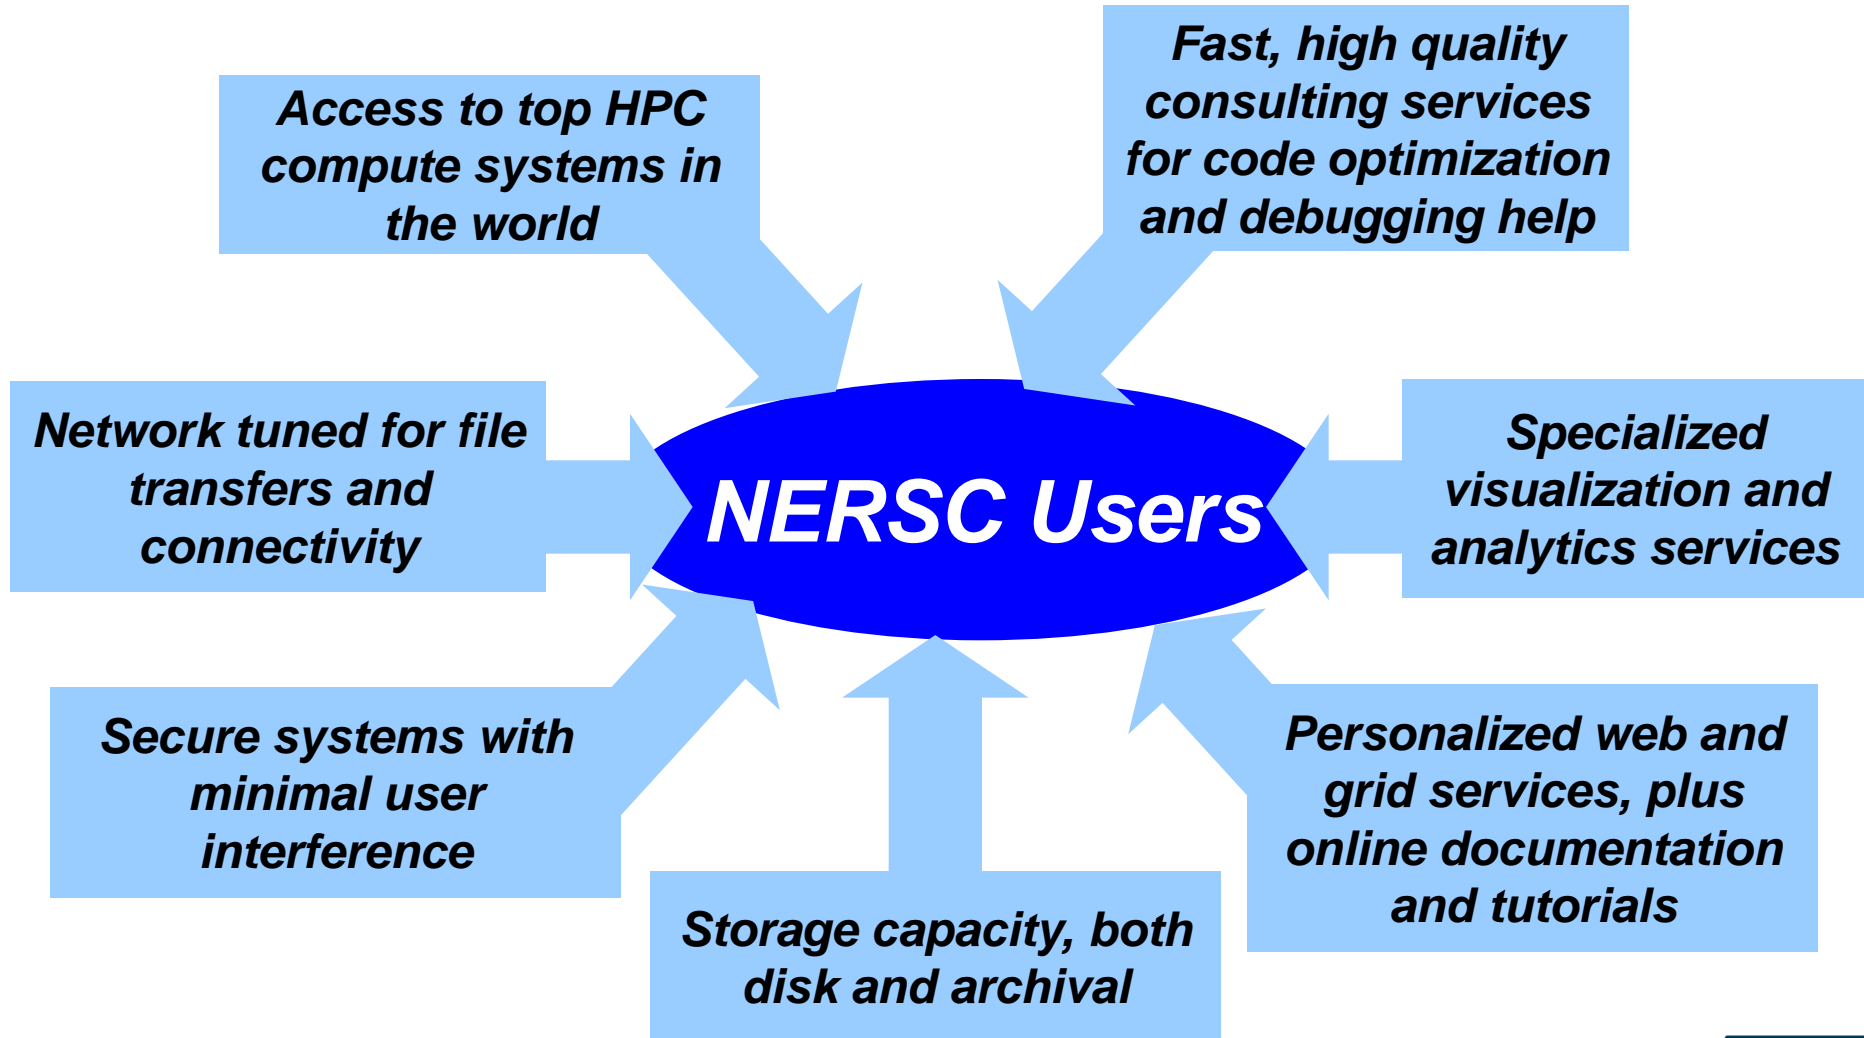 Access to top HPC
compute systems in
the world
Fast, high quality
consulting services
for code optimization
and debugging help
Network tuned for file
transfers and
connectivity
NERSC Users
Specialized
visualization and
analytics services
Secure systems with
minimal user
interference
Storage capacity, both
disk and archival
Personalized web and
grid services, plus
online documentation
and tutorials